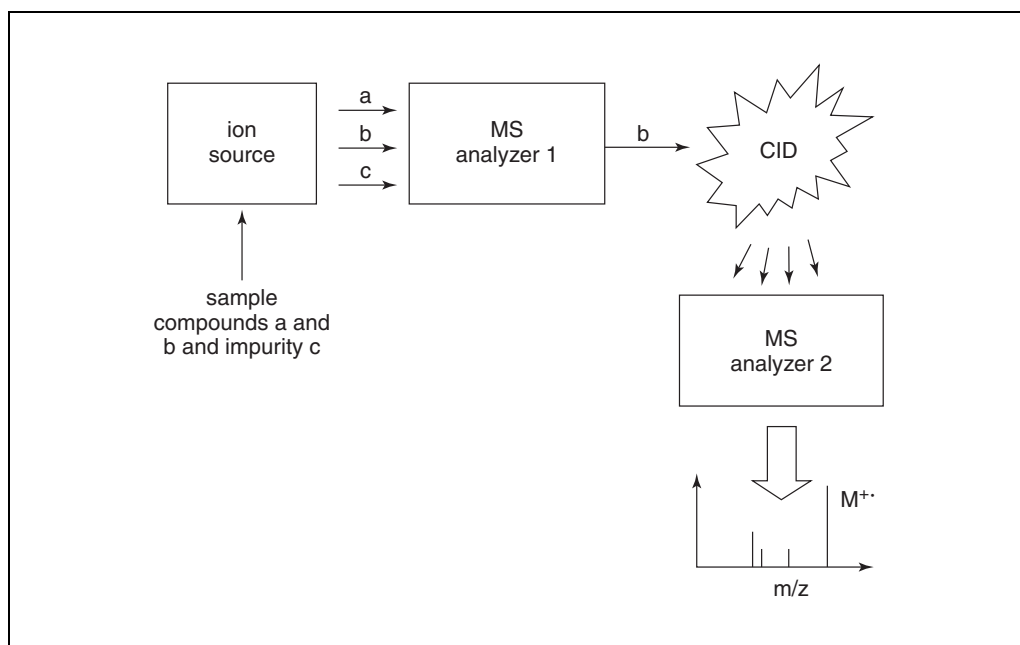 ion
source
a
b
c
MS
analyzer 1
b
CID
sample
compounds a and
b and impurity c
MS
analyzer 2
M+·
m/z